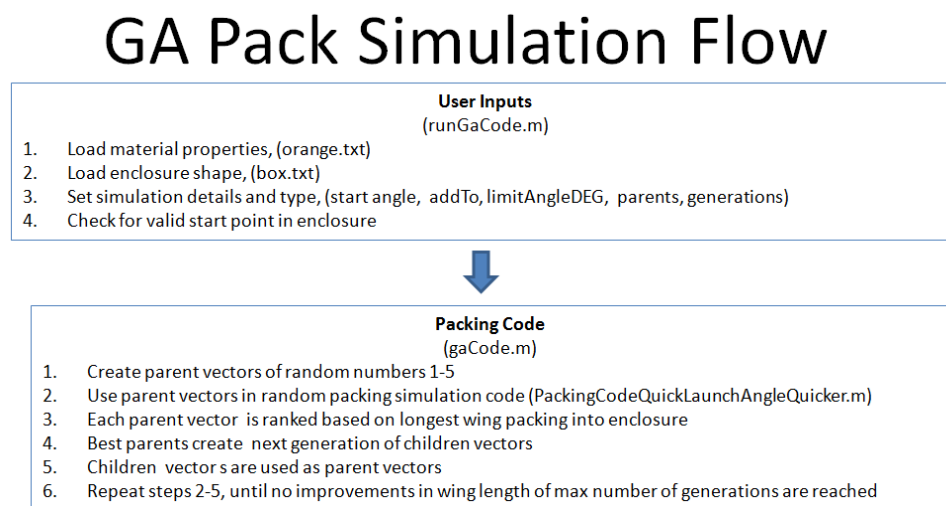 GA Pack Simulation Flow
User Inputs
(runGaCode.m)
1. Load material properties, (orange.txt)
2. Load enclosure shape, (box.txt)
3. Set simulation details and type, (start angle, addTo, limitAngleDEG, parents, generations)
4. Check for valid start point in enclosure
Packing Code
(gaCode.m)
1. Create parent vectors of random numbers 1-5
2. Use parent vectors in random packing simulation code (PackingCodeQuickLaunchAngleQuicker.m)
3. Each parent vector is ranked based on longest wing packing into enclosure
4. Best parents create next generation of children vectors
5. Children vector s are used as parent vectors
6. Repeat steps 2-5, until no improvements in wing length of max number of generations are reached